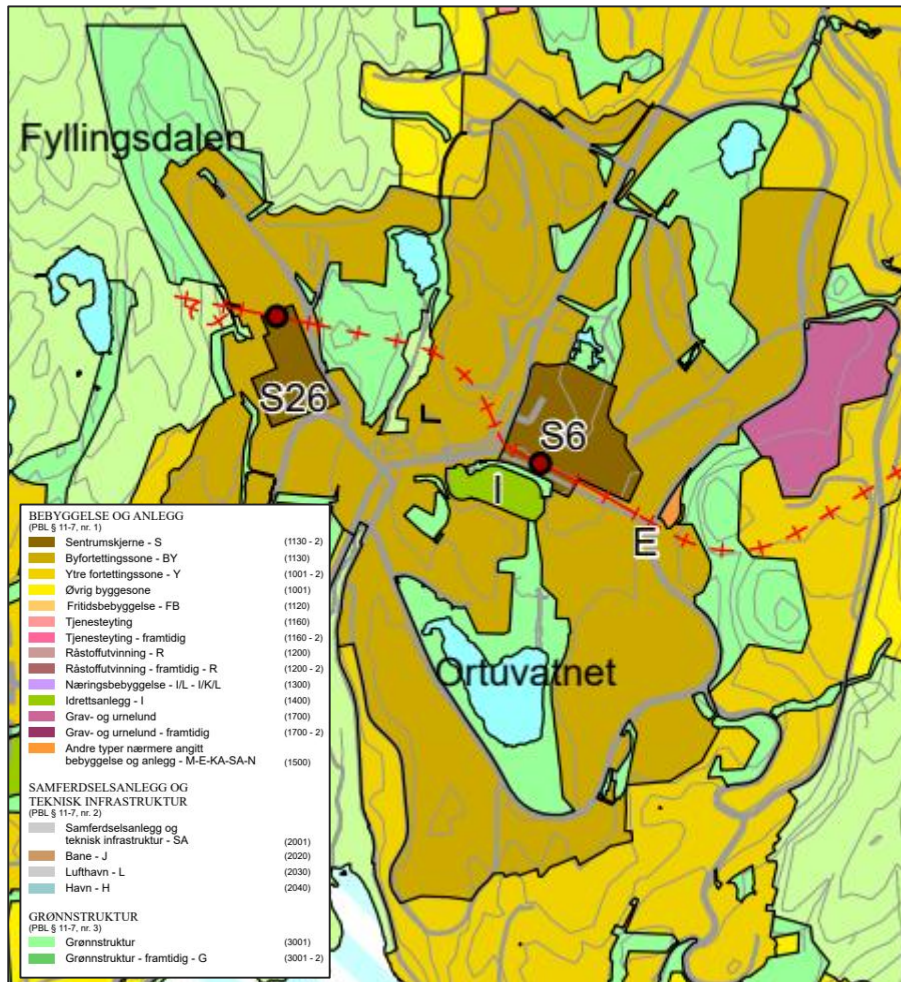 Fyllingsdalen
S26
S6
I
E
Ortuvatnet
BEBYGGELSE OG ANLEGG
(PBL § 11-7, nr. 1)
Sentrumskjerne - S (1130 - 2)
Byfortettingssone - BY (1130)
Ytre fortettingssone - Y (1001 - 2)
Øvrig byggesone (1001)
Fritidsbebyggelse - FB (1120)
Tjenesteyting (1160)
Tjenesteyting - framtidig (1160 - 2)
Råstoffutvinning - R (1200)
Råstoffutvinning - framtidig - R (1200 - 2)
Næringsbebyggelse - I/L - I/K/L (1300)
Idrettsanlegg - I (1400)
Grav- og urnelund (1700)
Grav- og urnelund - framtidig (1700 - 2)
Andre typer nærmere angitt
bebyggelse og anlegg - M-E-KA-SA-N (1500)
SAMFERDSELSANLEGG OG
TEKNISK INFRASTRUKTUR
(PBL § 11-7, nr. 2)
Samferdselsanlegg og
teknisk infrastruktur - SA (2001)
Bane - J (2020)
Lufthavn - L (2030)
Havn - H (2040)
GRØNNSTRUKTUR
(PBL § 11-7, nr. 3)
Grønnstruktur (3001)
Grønnstruktur - framtidig - G (3001 - 2)